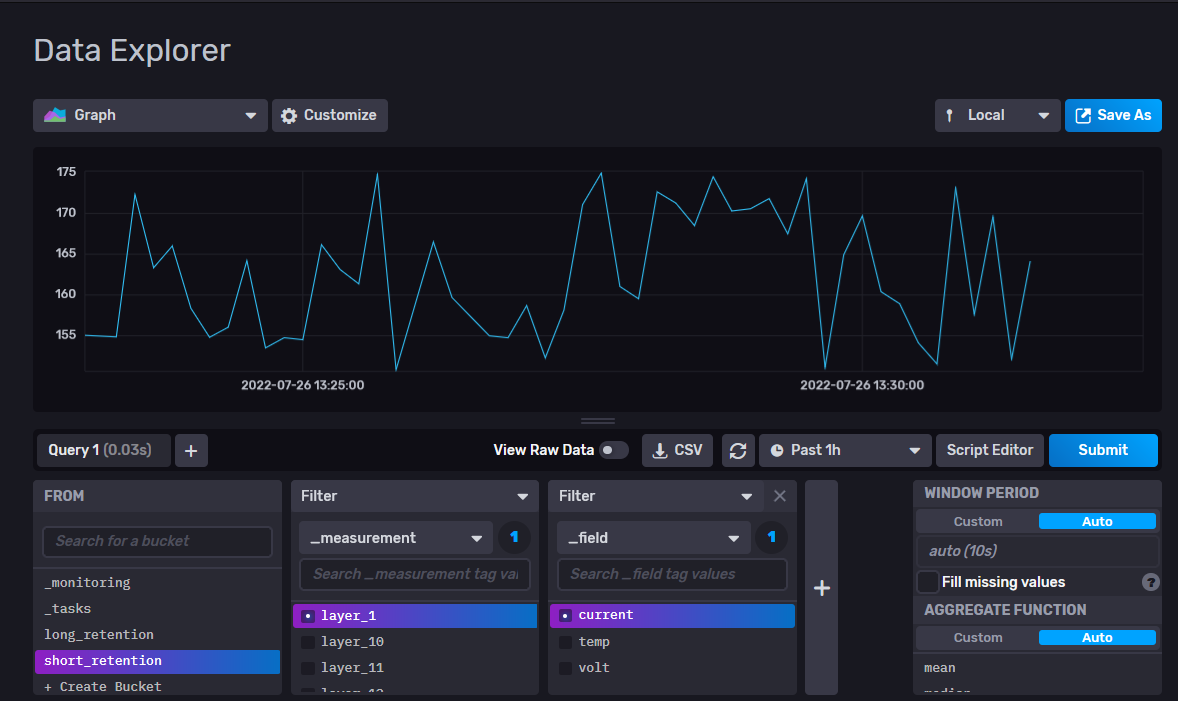 Data Explorer
Graph Customize Local Save As
175
170
165
160
155
2022-07-26 13:25:00 2022-07-26 13:30:00
Query 1 (0.03s) + View Raw Data CSV Past 1h Script Editor Submit
FROM
Search for a bucket
_monitoring
_tasks
long_retention
short_retention
+ Create Bucket
Filter
_measurement 1
Search _measurement tag val
layer_1
layer_10
layer_11
layer_12
Filter
_field 1
Search _field tag values
current
temp
volt
+
WINDOW PERIOD
Custom Auto
auto (10s)
Fill missing values ?
AGGREGATE FUNCTION
Custom Auto
mean
median